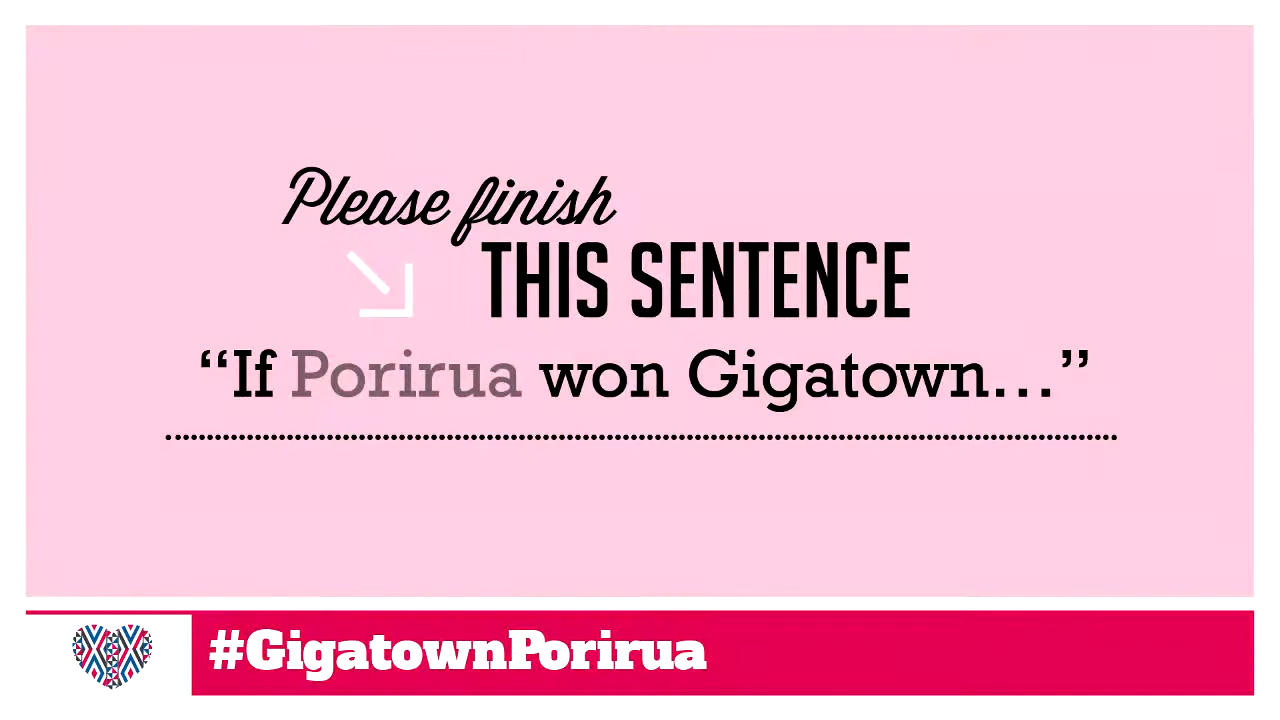 Please finish
THIS SENTENCE
“If Porirua won Gigatown...”
#GigatownPorirua